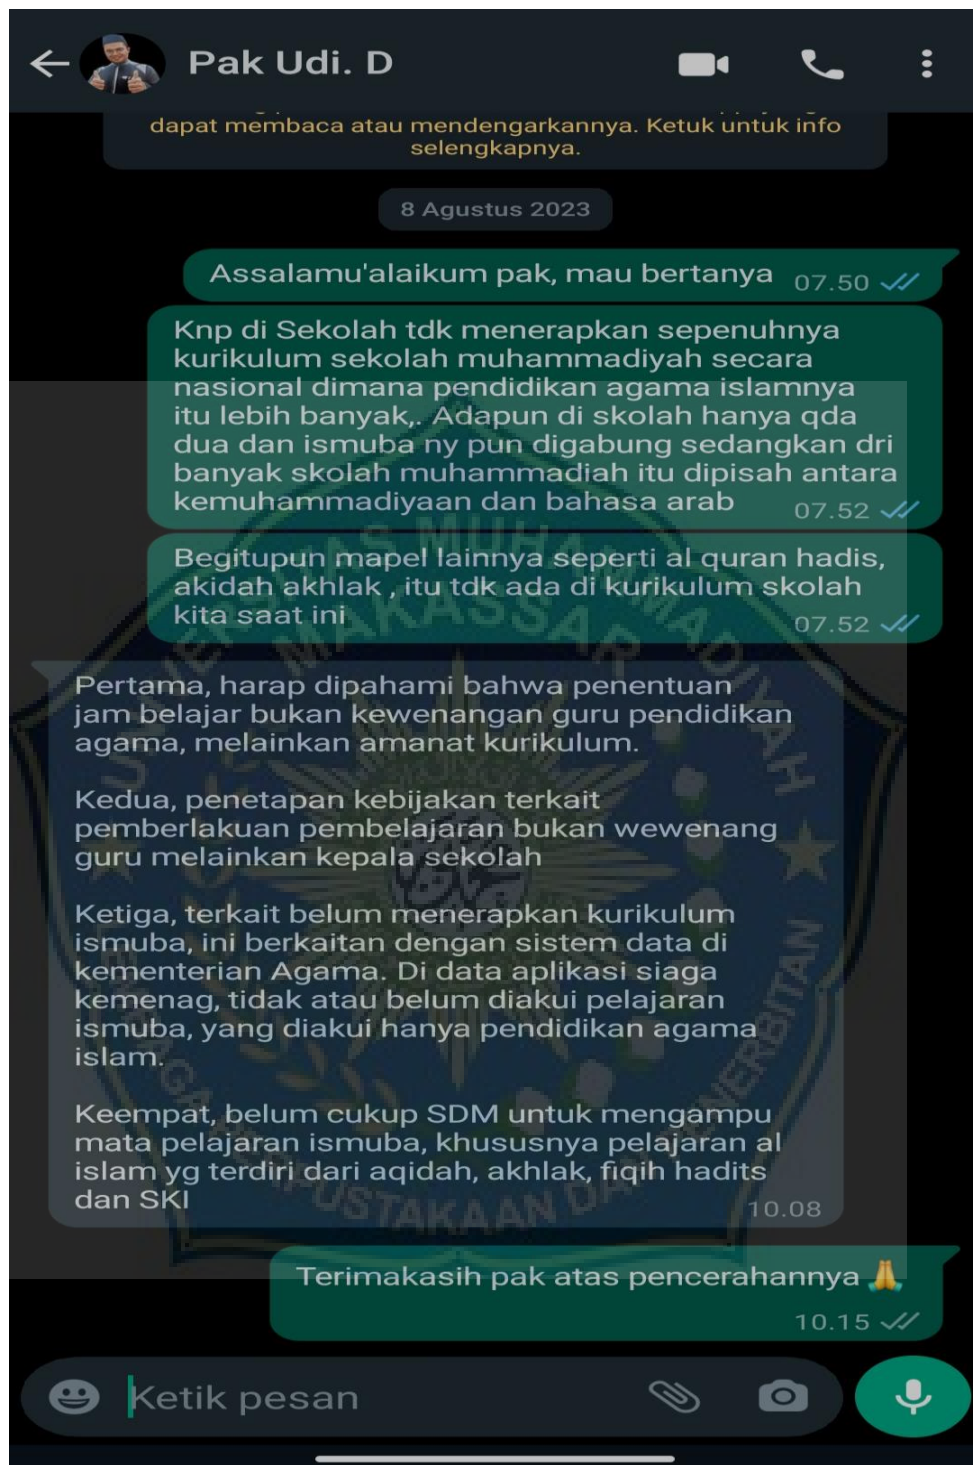 Pak Udi. D
dapat membaca atau mendengarkannya. Ketuk untuk info
selengkapnya.
8 Agustus 2023
Assalamu'alaikum pak, mau bertanya 07.50
Knp di Sekolah tdk menerapkan sepenuhnya
kurikulum sekolah muhammadiyah secara
nasional dimana pendidikan agama islamnya
itu lebih banyak,. Adapun di skolah hanya qda
dua dan ismuba ny pun digabung sedangkan dri
banyak skolah muhammadiah itu dipisah antara
kemuhammadiyaan dan bahasa arab 07.52
Begitupun mapel lainnya seperti al quran hadis,
akidah akhlak , itu tdk ada di kurikulum skolah
kita saat ini 07.52
Pertama, harap dipahami bahwa penentuan
jam belajar bukan kewenangan guru pendidikan
agama, melainkan amanat kurikulum.
Kedua, penetapan kebijakan terkait
pemberlakuan pembelajaran bukan wewenang
guru melainkan kepala sekolah
Ketiga, terkait belum menerapkan kurikulum
ismuba, ini berkaitan dengan sistem data di
kementerian Agama. Di data aplikasi siaga
kemenag, tidak atau belum diakui pelajaran
ismuba, yang diakui hanya pendidikan agama
islam.
Keempat, belum cukup SDM untuk mengampu
mata pelajaran ismuba, khususnya pelajaran al
islam yg terdiri dari aqidah, akhlak, fiqih hadits
dan SKI 10.08
Terimakasih pak atas pencerahannya 🙏
10.15
Ketik pesan
UNIVERSITAS MUHAMMADIYAH
MAKASSAR
LEMBAGA PERPUSTAKAAN DAN PENERBITAN